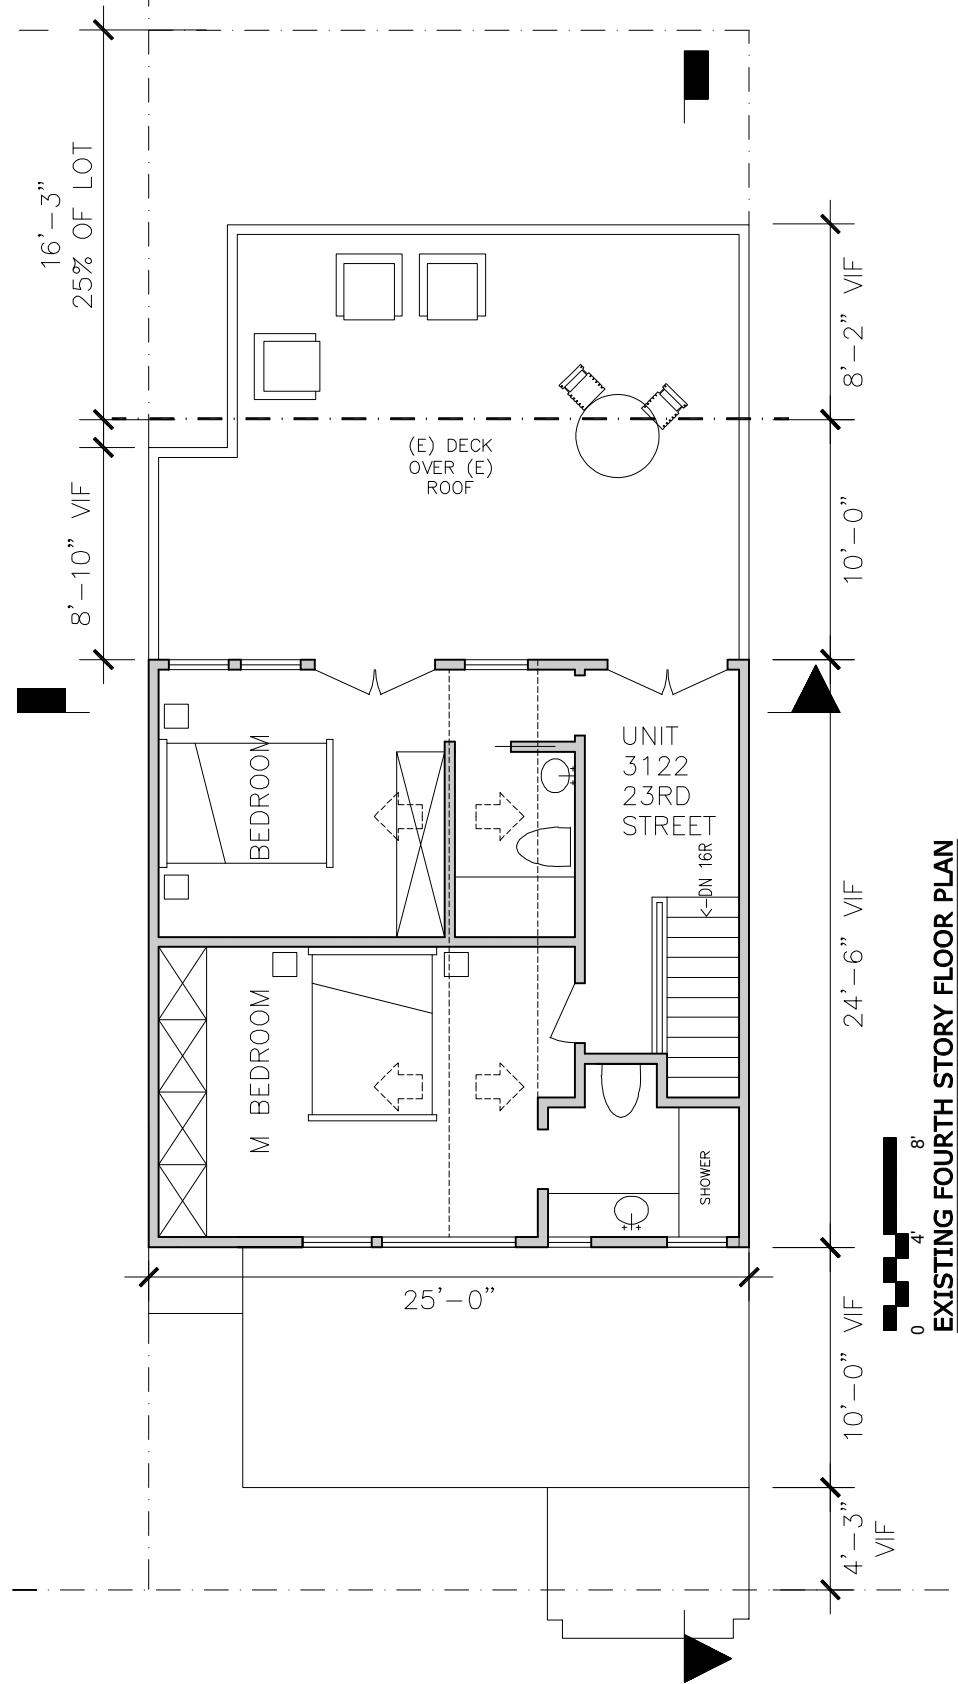 16'-3"
25% OF LOT
8'-2" VIF
(E) DECK
OVER (E)
ROOF
8'-10" VIF
10'-0"
BEDROOM
UNIT
3122
23RD
STREET
<-DN 16R
24'-6" VIF
M BEDROOM
SHOWER
25'-0"
10'-0" VIF
4'-3"
VIF
0 4' 8'
EXISTING FOURTH STORY FLOOR PLAN